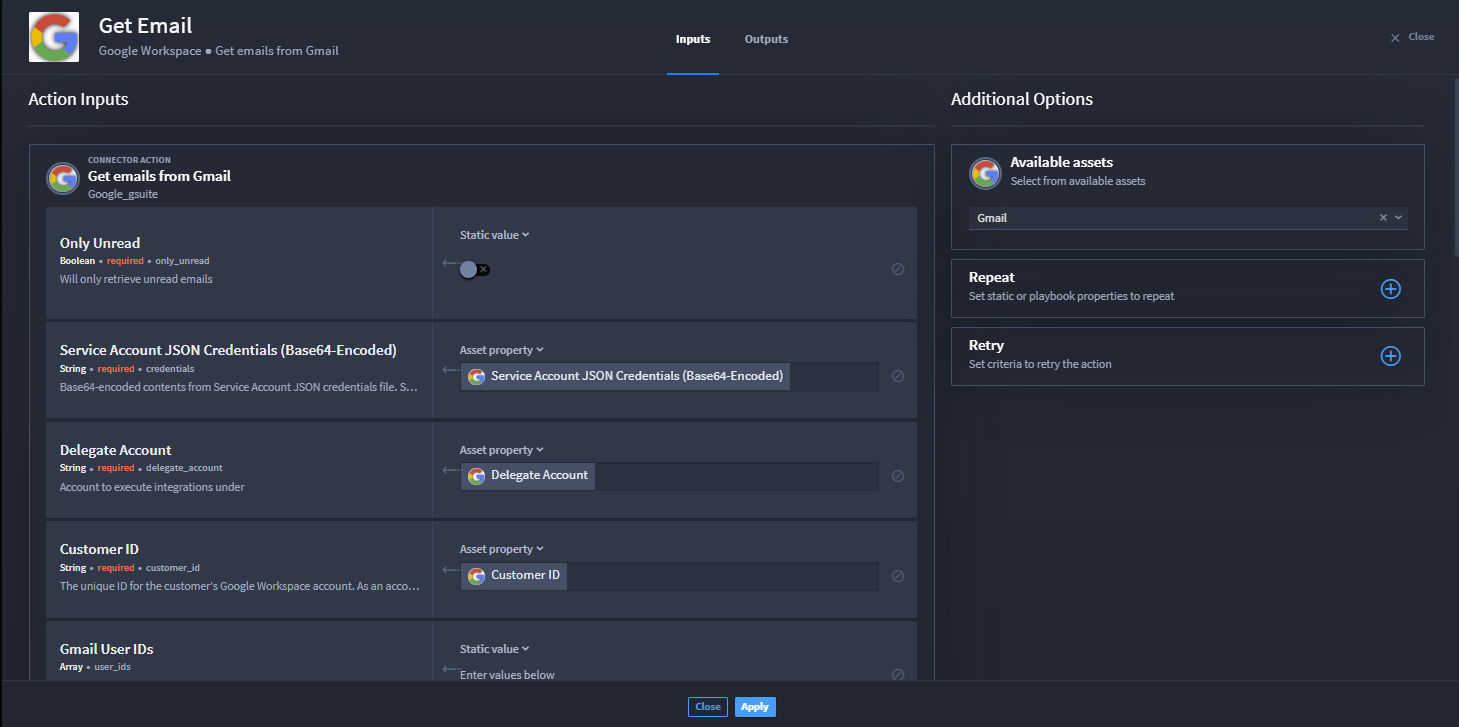 Get Email
Google Workspace ● Get emails from Gmail
Inputs
Outputs
Close
Action Inputs
CONNECTOR ACTION
Get emails from Gmail
Google_gsuite
Only Unread
Boolean • required • only_unread
Will only retrieve unread emails
Static value
Service Account JSON Credentials (Base64-Encoded)
String • required • credentials
Base64-encoded contents from Service Account JSON credentials file. S...
Asset property
Service Account JSON Credentials (Base64-Encoded)
Delegate Account
String • required • delegate_account
Account to execute integrations under
Asset property
Delegate Account
Customer ID
String • required • customer_id
The unique ID for the customer's Google Workspace account. As an acco...
Asset property
Customer ID
Gmail User IDs
Array • user_ids
Static value
Enter values below
Additional Options
Available assets
Select from available assets
Gmail
Repeat
Set static or playbook properties to repeat
Retry
Set criteria to retry the action
Close
Apply